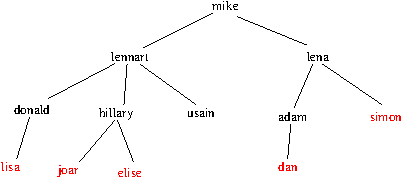 mike
lennart lena
donald hillary usain adam simon
lisa joar elise dan